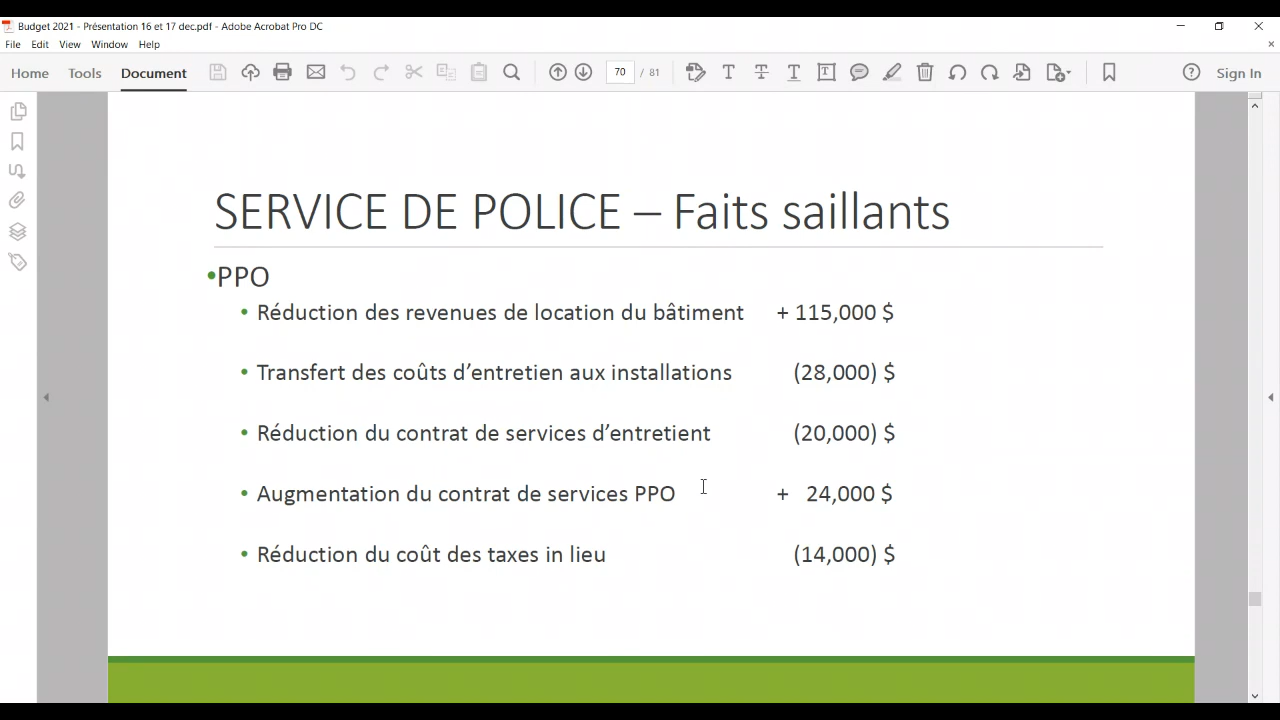 Budget 2021 - Présentation 16 et 17 dec.pdf - Adobe Acrobat Pro DC
File Edit View Window Help
Home Tools Document 70 / 81 Sign In
SERVICE DE POLICE – Faits saillants
•PPO
• Réduction des revenues de location du bâtiment + 115,000 $
• Transfert des coûts d’entretien aux installations (28,000) $
• Réduction du contrat de services d’entretient (20,000) $
• Augmentation du contrat de services PPO + 24,000 $
• Réduction du coût des taxes in lieu (14,000) $